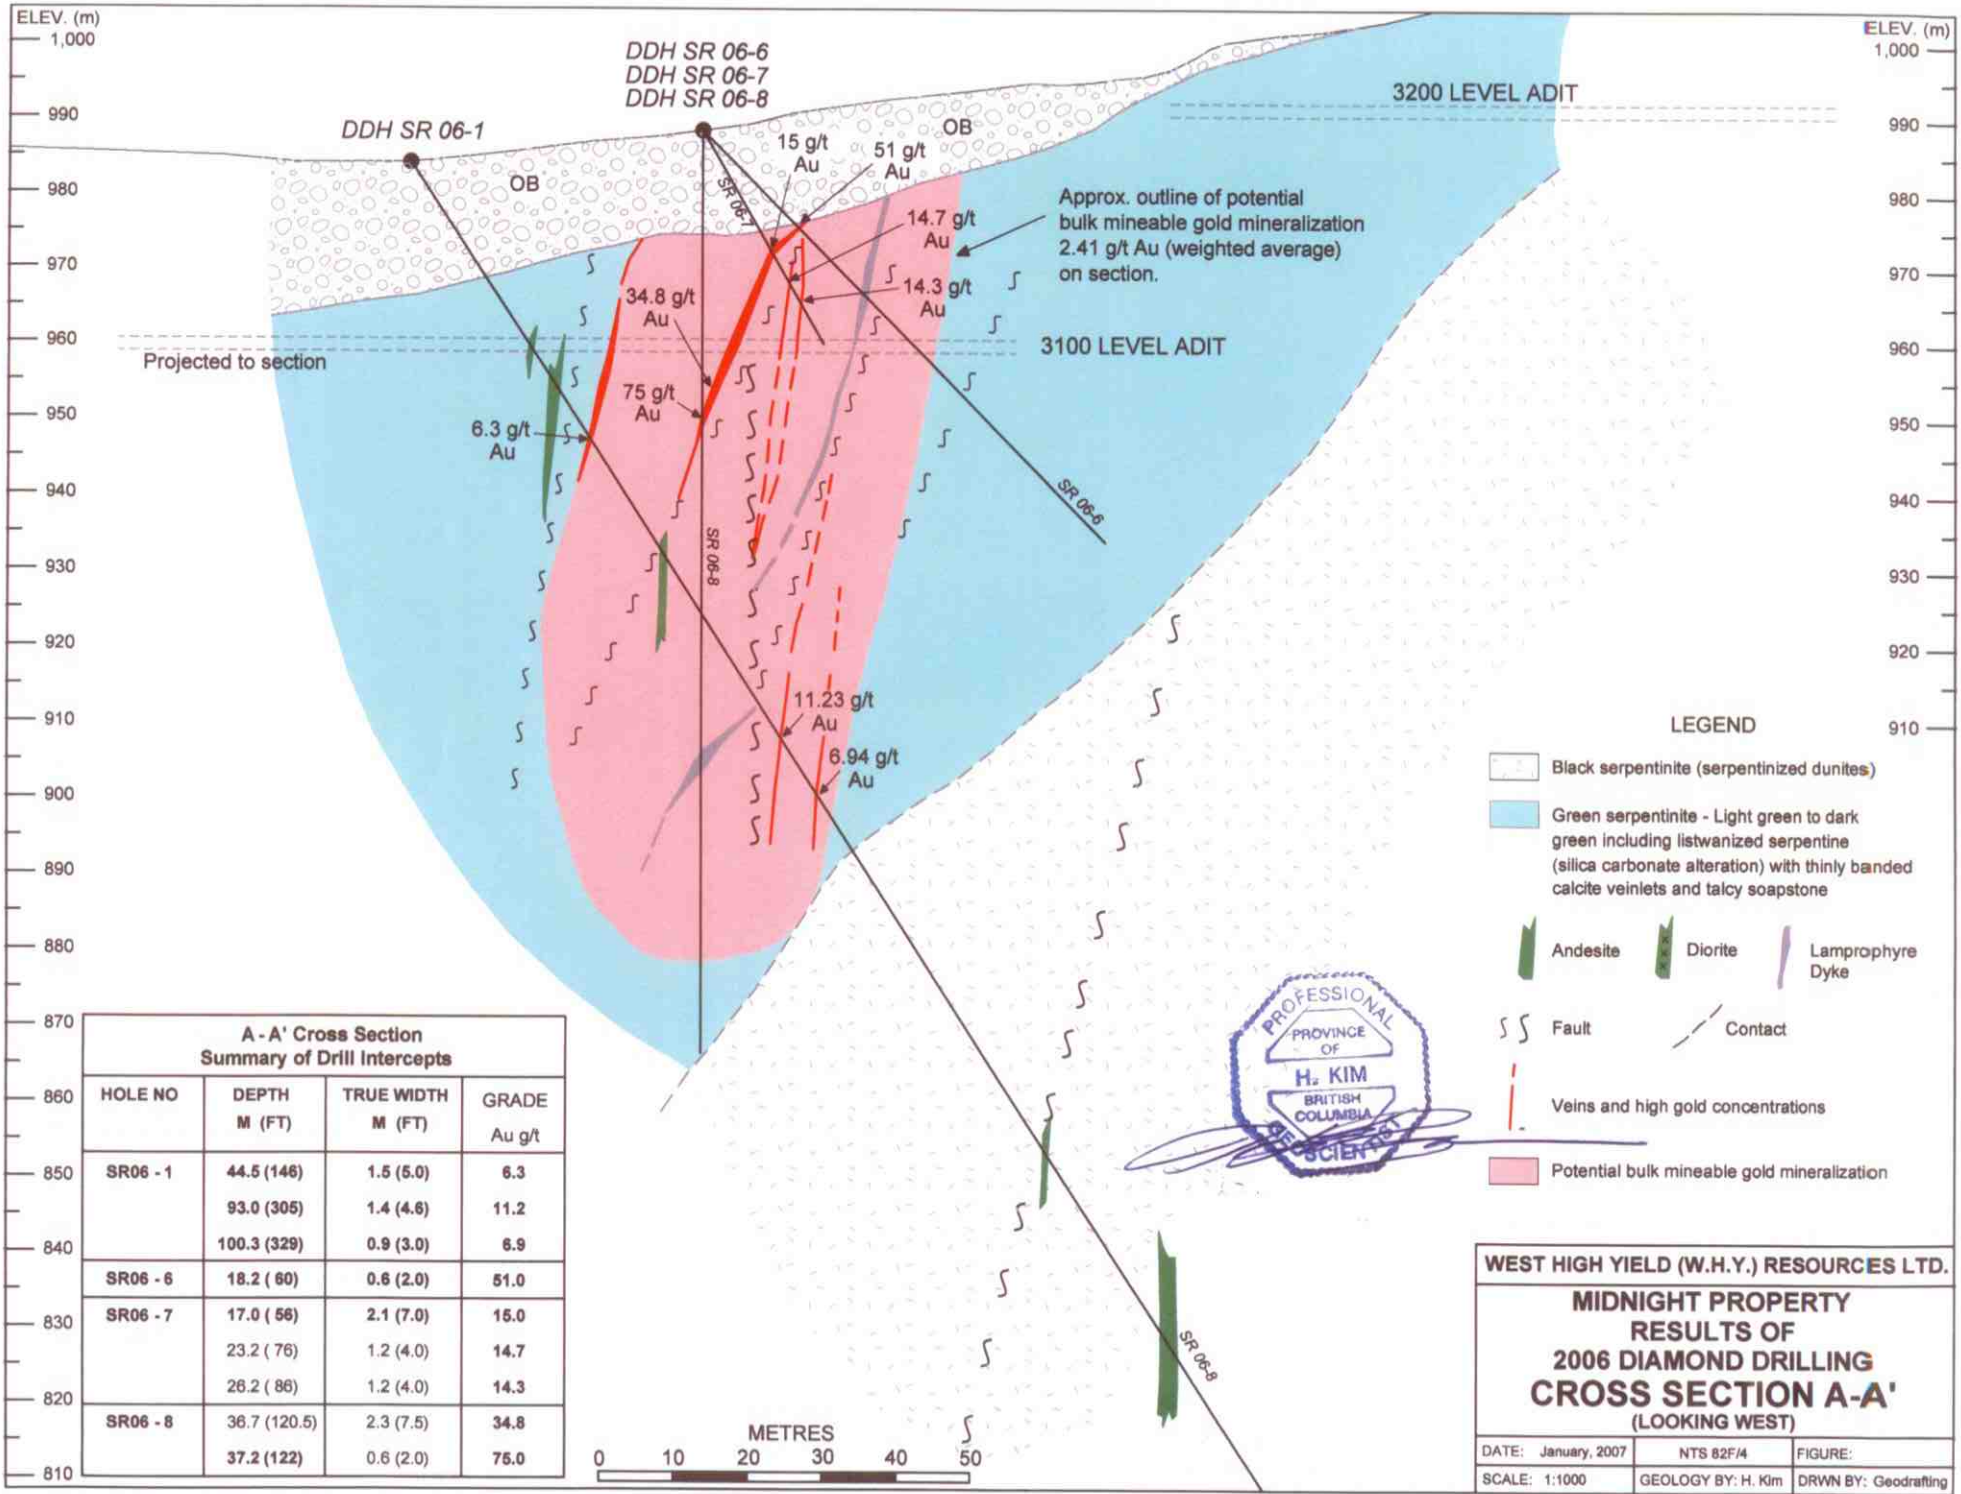 ELEV. (m)
1,000
990
980
970
960
950
940
930
920
910
900
890
880
870
860
850
840
830
820
810
ELEV. (m)
1,000
990
980
970
960
950
940
930
920
910
DDH SR 06-1
DDH SR 06-6
DDH SR 06-7
DDH SR 06-8
OB
OB
SR 06-7
15 g/t
Au
51 g/t
Au
14.7 g/t
Au
14.3 g/t
Au
34.8 g/t
Au
75 g/t
Au
6.3 g/t
Au
11.23 g/t
Au
6.94 g/t
Au
Approx. outline of potential
bulk mineable gold mineralization
2.41 g/t Au (weighted average)
on section.
3200 LEVEL ADIT
3100 LEVEL ADIT
Projected to section
SR 06-6
SR 06-8
SR 06-8
LEGEND
Black serpentinite (serpentinized dunites)
Green serpentinite - Light green to dark
green including listwanized serpentine
(silica carbonate alteration) with thinly banded
calcite veinlets and talcy soapstone
Andesite
Diorite
Lamprophyre
Dyke
Fault
Contact
Veins and high gold concentrations
Potential bulk mineable gold mineralization
PROFESSIONAL
PROVINCE
OF
H. KIM
BRITISH
COLUMBIA
GEOSCIENTIST
A - A' Cross Section
Summary of Drill Intercepts
HOLE NO DEPTH M (FT) TRUE WIDTH M (FT) GRADE Au g/t
SR06 - 1 44.5 (146) 1.5 (5.0) 6.3
93.0 (305) 1.4 (4.6) 11.2
100.3 (329) 0.9 (3.0) 6.9
SR06 - 6 18.2 ( 60) 0.6 (2.0) 51.0
SR06 - 7 17.0 ( 56) 2.1 (7.0) 15.0
23.2 ( 76) 1.2 (4.0) 14.7
26.2 ( 86) 1.2 (4.0) 14.3
SR06 - 8 36.7 (120.5) 2.3 (7.5) 34.8
37.2 (122) 0.6 (2.0) 75.0
METRES
0 10 20 30 40 50
WEST HIGH YIELD (W.H.Y.) RESOURCES LTD.
MIDNIGHT PROPERTY
RESULTS OF
2006 DIAMOND DRILLING
CROSS SECTION A-A'
(LOOKING WEST)
DATE: January, 2007 NTS 82F/4 FIGURE:
SCALE: 1:1000 GEOLOGY BY: H. Kim DRWN BY: Geodrafting